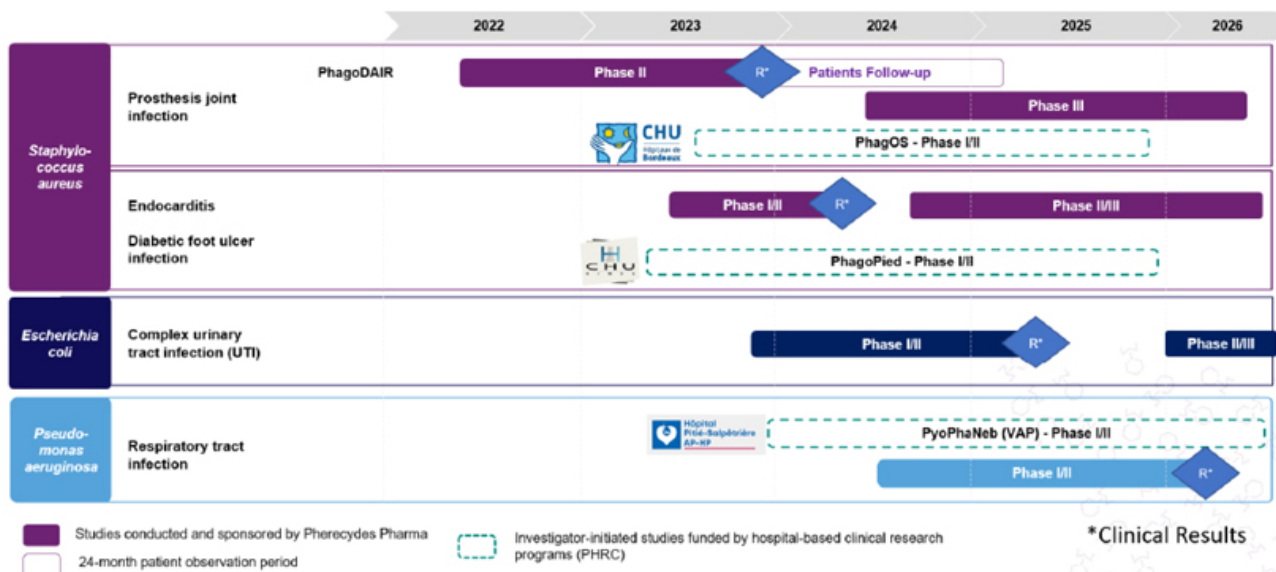 2022 2023 2024 2025 2026
Staphylo-
coccus
aureus
PhagoDAIR
Phase II
R*
Patients Follow-up
Prosthesis joint
infection
Phase III
CHU
Hôpitaux de
Bordeaux
PhagOS - Phase I/II
Endocarditis
Phase I/II
R*
Phase II/III
Diabetic foot ulcer
infection
CHU
PhagoPied - Phase I/II
Escherichia
coli
Complex urinary
tract infection (UTI)
Phase I/II
R*
Phase II/III
Pseudo-
monas
aeruginosa
Respiratory tract
infection
Hôpital
Pitié-Salpêtrière
AP-HP
PyoPhaNeb (VAP) - Phase I/II
Phase I/II
R*
Studies conducted and sponsored by Pherecydes Pharma
24-month patient observation period
Investigator-initiated studies funded by hospital-based clinical research
programs (PHRC)
*Clinical Results